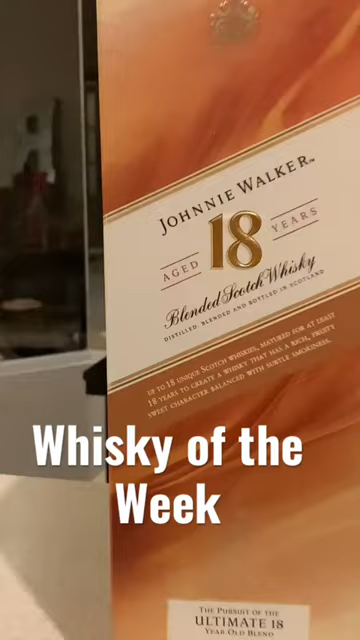 JOHNNIE WALKER™
AGED 18 YEARS
Blended Scotch Whisky
DISTILLED, BLENDED AND BOTTLED IN SCOTLAND
UP TO 18 UNIQUE SCOTCH WHISKIES, MATURED FOR AT LEAST
18 YEARS TO CREATE A WHISKY THAT HAS A RICH, FRUITY
SWEET CHARACTER BALANCED WITH SUBTLE SMOKINESS.
Whisky of the
Week
THE PURSUIT OF THE
ULTIMATE 18
YEAR OLD BLEND